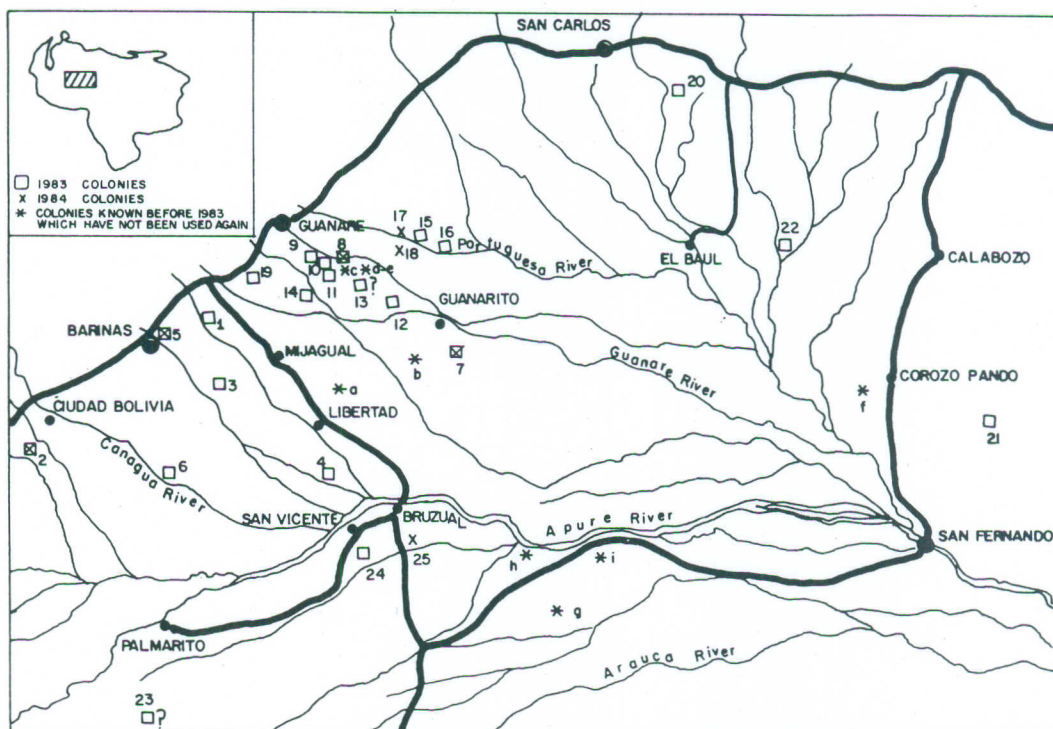 SAN CARLOS
20
□ 1983 COLONIES
x 1984 COLONIES
* COLONIES KNOWN BEFORE 1983
WHICH HAVE NOT BEEN USED AGAIN
GUANARE
17
15
16
18
Portuguesa River
9
8
10
c
d-e
11
13
?
14
12
19
22
EL BAUL
CALABOZO
GUANARITO
BARINAS
5
1
MIJAGUAL
b
7
Guanare River
3
a
COROZO PANDO
f
21
CIUDAD BOLIVIA
LIBERTAD
2
Canagua River
6
4
SAN VICENTE
BRUZUAL
Apure River
SAN FERNANDO
24
25
h
i
g
PALMARITO
Arauca River
23
?